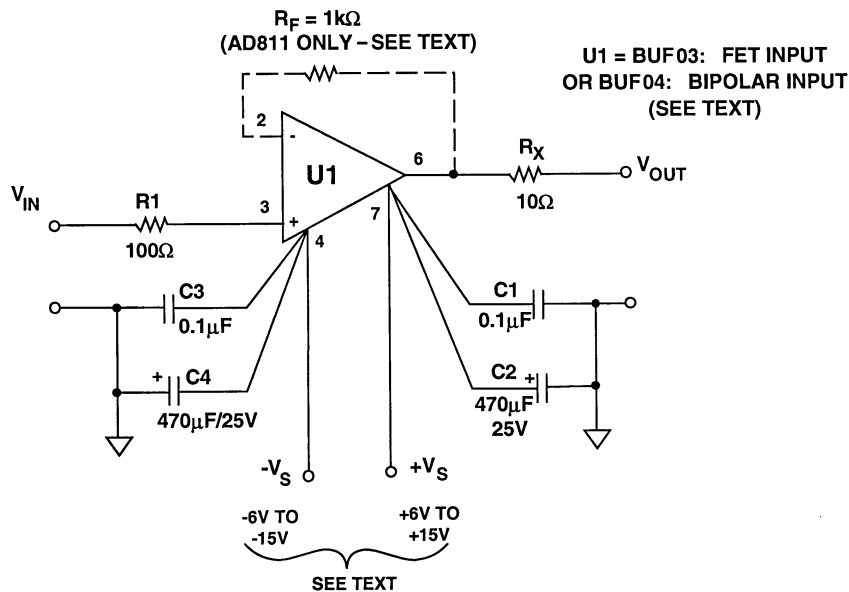 R_F = 1kΩ
(AD811 ONLY – SEE TEXT)
U1 = BUF03: FET INPUT
OR BUF04: BIPOLAR INPUT
(SEE TEXT)
2
-
U1
6
R_X
10Ω
V_OUT
V_IN
R1
100Ω
3
+
4
7
C3
0.1µF
C1
0.1µF
+ C4
470µF/25V
C2 +
470µF
25V
-V_S
+V_S
-6V TO
-15V
+6V TO
+15V
SEE TEXT